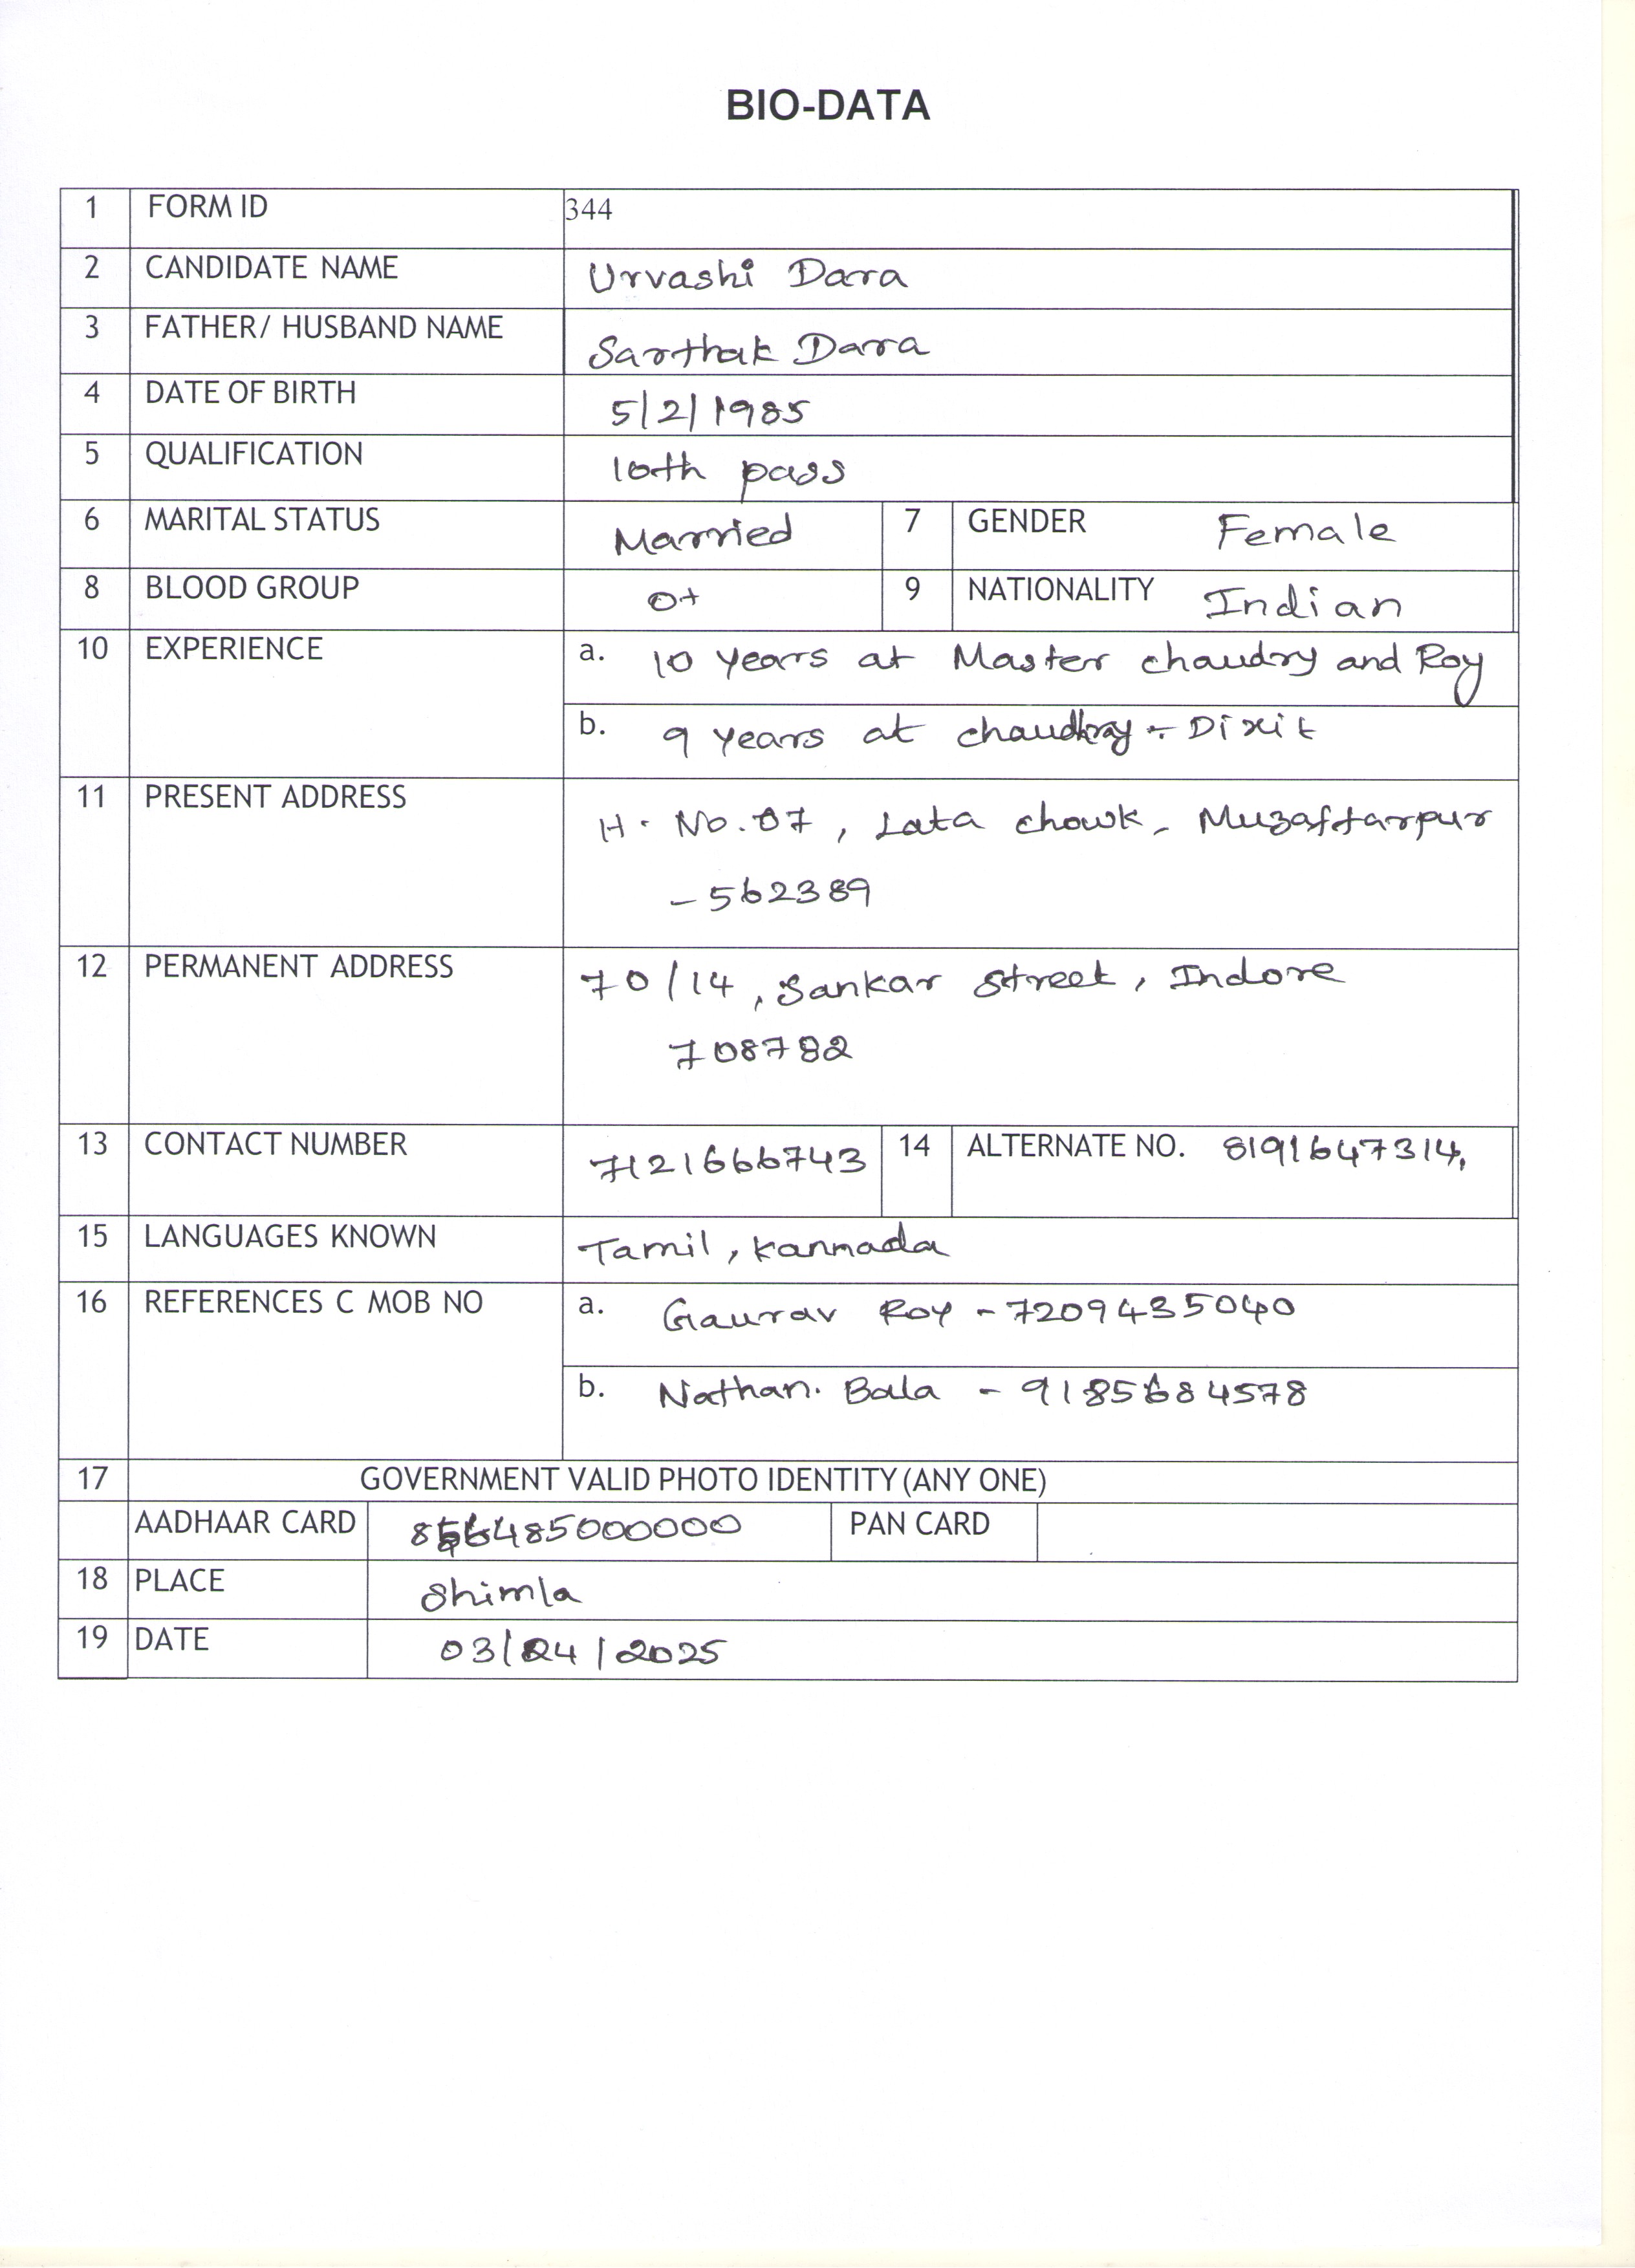 BIO-DATA
1 FORM ID 344
2 CANDIDATE NAME Urvashi Dara
3 FATHER/ HUSBAND NAME Sarthak Dara
4 DATE OF BIRTH 5/2/1985
5 QUALIFICATION 10th pass
6 MARITAL STATUS Married 7 GENDER Female
8 BLOOD GROUP O+ 9 NATIONALITY Indian
10 EXPERIENCE a. 10 years at Master chaudry and Roy
b. 9 years at chaudhry - Dixit
11 PRESENT ADDRESS H. No. 07, Lata chowk - Muzaffarpur
- 562389
12 PERMANENT ADDRESS 70/14, Sankar Street, Indore
708782
13 CONTACT NUMBER 7121666743 14 ALTERNATE NO. 8191647314,
15 LANGUAGES KNOWN Tamil, Kannada
16 REFERENCES C MOB NO a. Gaurav Roy - 7209435040
b. Nathan. Bala - 9185684578
17 GOVERNMENT VALID PHOTO IDENTITY (ANY ONE)
AADHAAR CARD PAN CARD
18 PLACE Shimla
19 DATE 03/24/2025